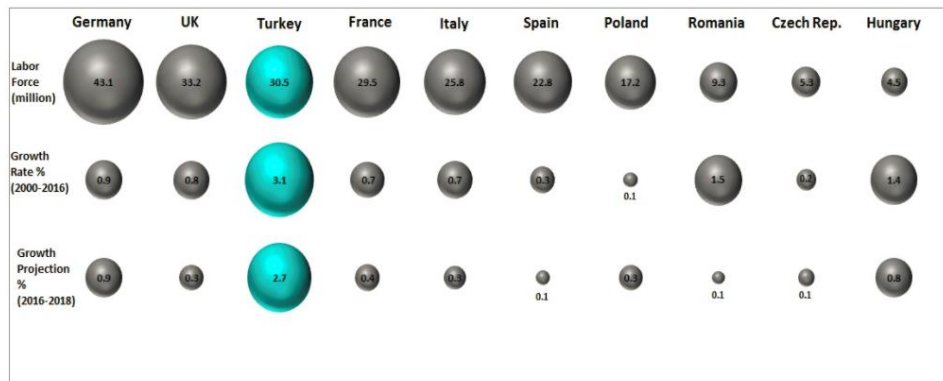 Germany UK Turkey France Italy Spain Poland Romania Czech Rep. Hungary
Labor
Force
(million)
43.1 33.2 30.5 29.5 25.8 22.8 17.2 9.3 5.3 4.5
Growth
Rate %
(2000-2016)
0.9 0.8 3.1 0.7 0.7 0.3 0.1 1.5 0.2 1.4
Growth
Projection
%
(2016-2018)
0.9 0.3 2.7 0.4 0.3 0.1 0.3 0.1 0.1 0.8